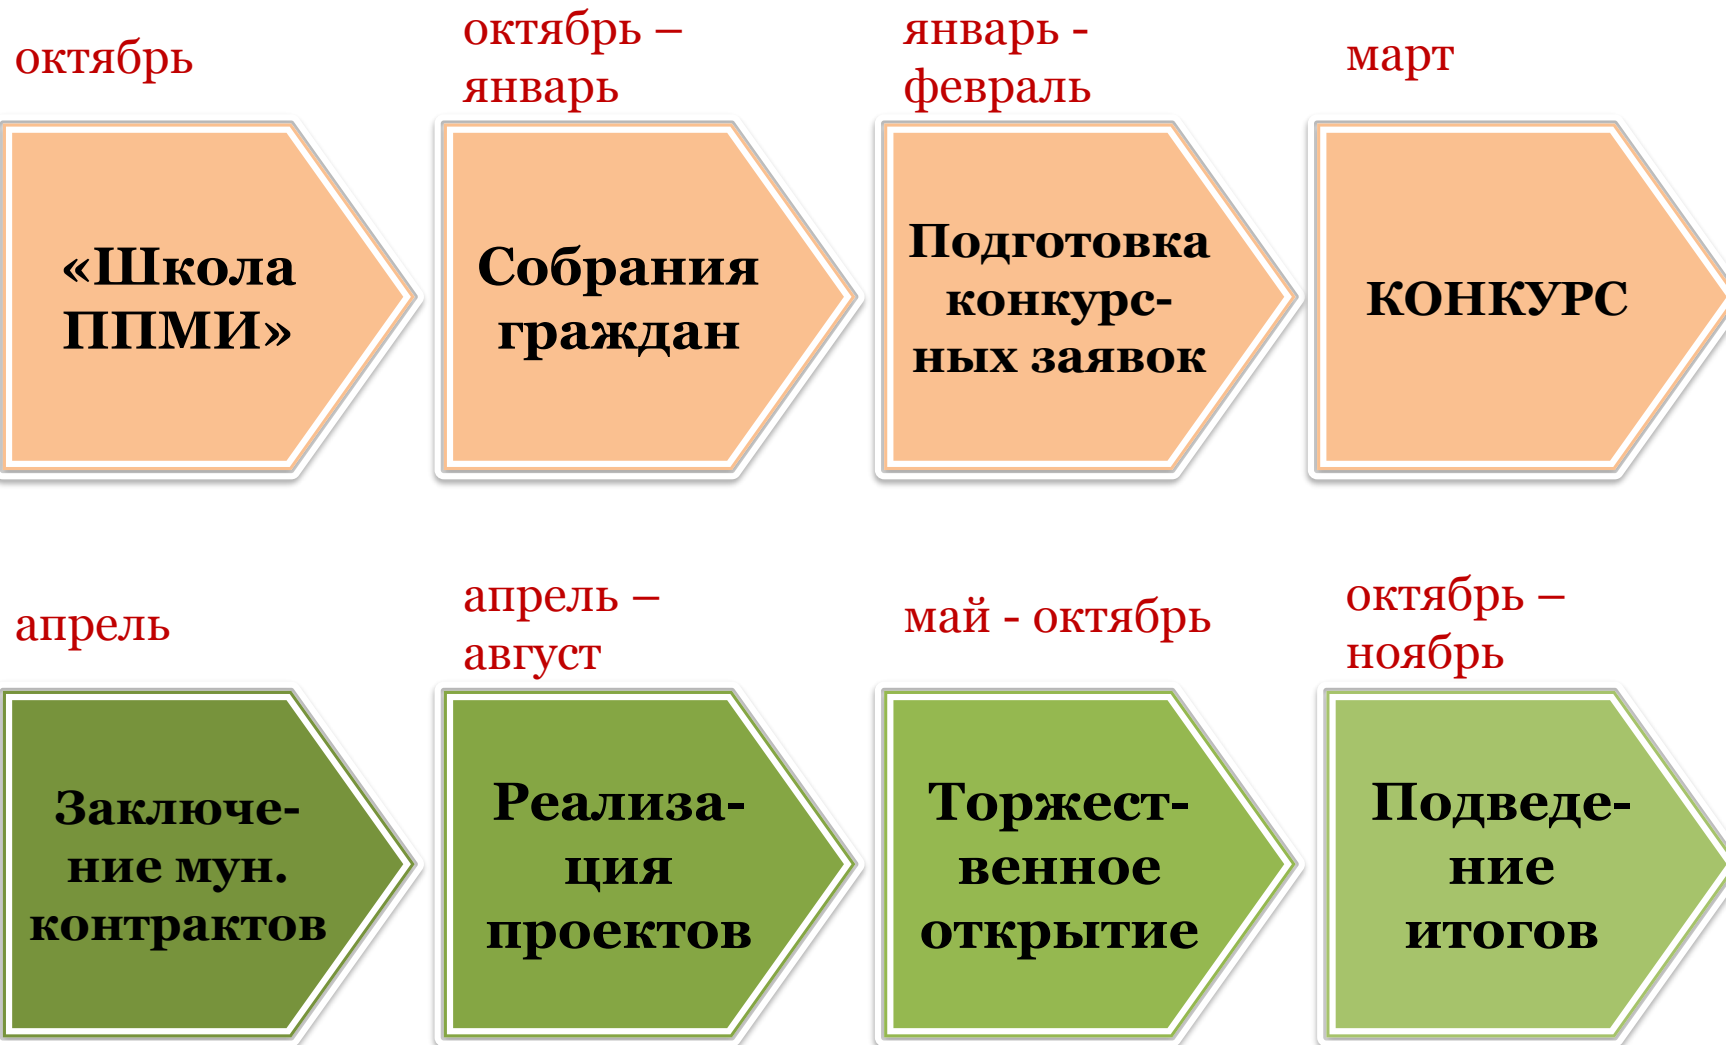 октябрь
«Школа
ППМИ»
октябрь –
январь
Собрания
граждан
январь -
февраль
Подготовка
конкурс-
ных заявок
март
КОНКУРС
апрель
Заключе-
ние мун.
контрактов
апрель –
август
Реализа-
ция
проектов
май - октябрь
Торжест-
венное
открытие
октябрь –
ноябрь
Подведе-
ние
итогов